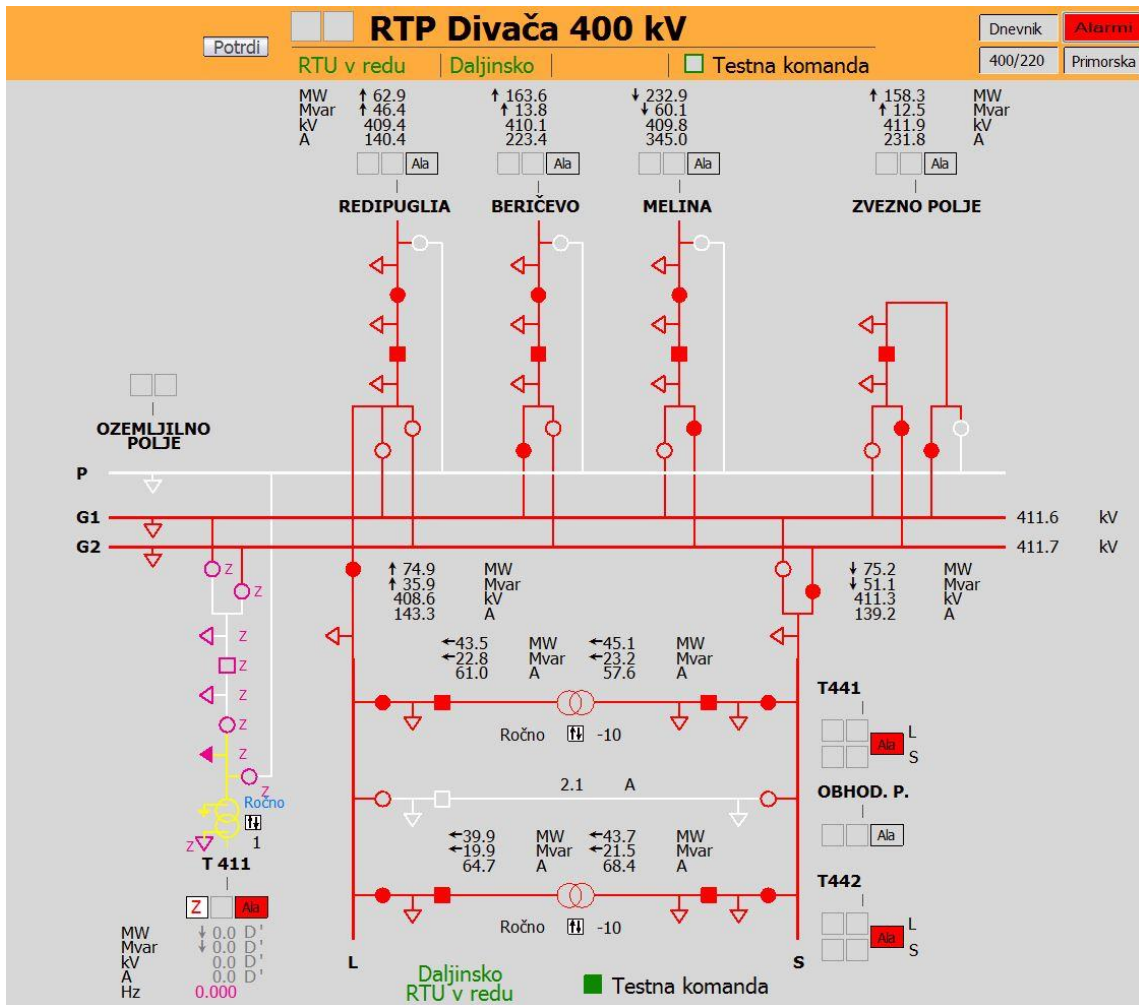 RTP Divača 400 kV
Potrdi
Dnevnik
Alarmi
RTU v redu
Daljinsko
Testna komanda
400/220
Primorska
MW 62.9 163.6 232.9 158.3 MW
Mvar 46.4 13.8 60.1 12.5 Mvar
kV 409.4 410.1 409.8 411.9 kV
A 140.4 223.4 345.0 231.8 A
Ala Ala Ala Ala
REDIPUGLIA BERIČEVO MELINA ZVEZNO POLJE
OZEMLJILNO
POLJE
P
G1 411.6 kV
G2 411.7 kV
74.9 MW 75.2 MW
35.9 Mvar 51.1 Mvar
408.6 kV 411.3 kV
143.3 A 139.2 A
Z
Z
Z
Z
Z
Z
Z
Z
Z
43.5 MW 45.1 MW
22.8 Mvar 23.2 Mvar
61.0 A 57.6 A
T441
L
Ala
S
Ročno -10
2.1 A
OBHOD. P.
Ala
Ročno
1
T 411
39.9 MW 43.7 MW
19.9 Mvar 21.5 Mvar
64.7 A 68.4 A
T442
L
Ala
S
Ročno -10
Z Ala
MW 0.0 D'
Mvar 0.0 D'
kV 0.0 D'
A 0.0 D'
Hz 0.000
L S
Daljinsko
RTU v redu
Testna komanda